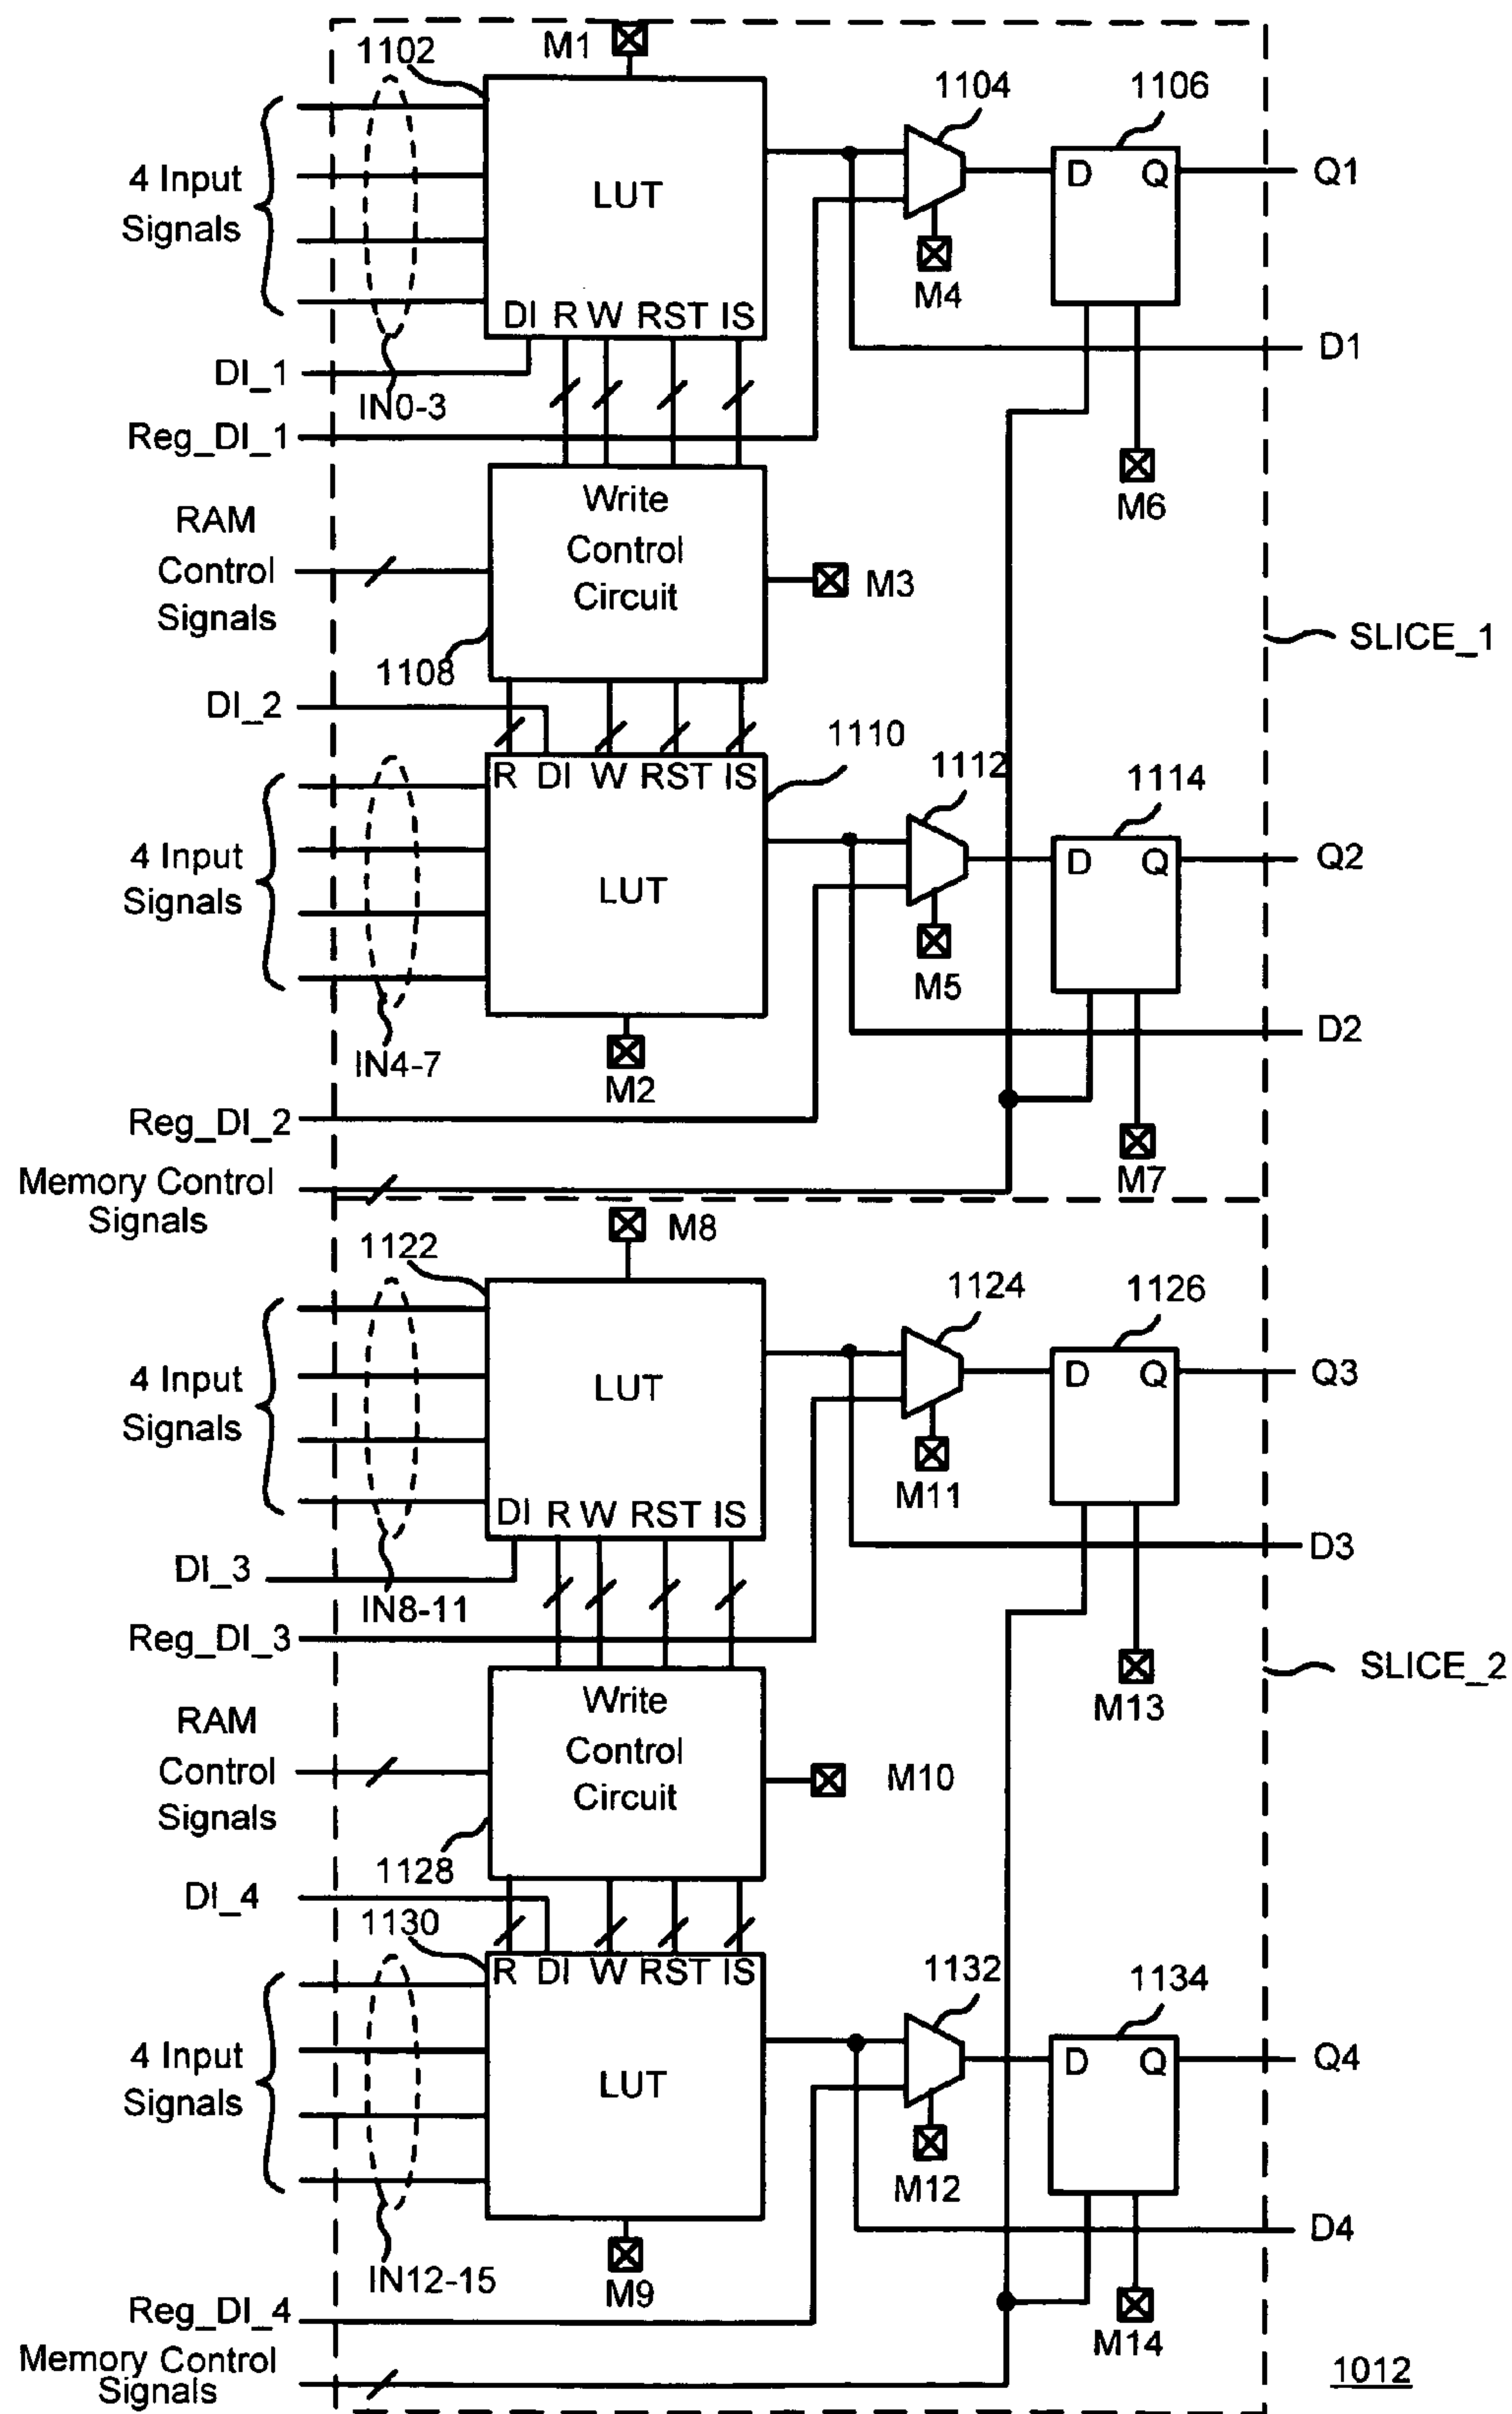 M1
1102
1104
1106
4 Input
Signals
LUT
D Q
Q1
DI R W RST IS
M4
D1
DI_1
IN0-3
Reg_DI_1
M6
RAM
Control
Signals
Write
Control
Circuit
M3
SLICE_1
1108
DI_2
1110
1112
1114
R DI W RST IS
4 Input
Signals
LUT
D Q
Q2
M5
D2
IN4-7
M2
Reg_DI_2
M7
Memory Control
Signals
M8
1122
1124
1126
4 Input
Signals
LUT
D Q
Q3
M11
DI R W RST IS
D3
DI_3
IN8-11
Reg_DI_3
SLICE_2
M13
RAM
Control
Signals
Write
Control
Circuit
M10
1128
DI_4
1130
1132
1134
R DI W RST IS
4 Input
Signals
LUT
D Q
Q4
M12
D4
IN12-15
M9
Reg_DI_4
M14
Memory Control
Signals
1012